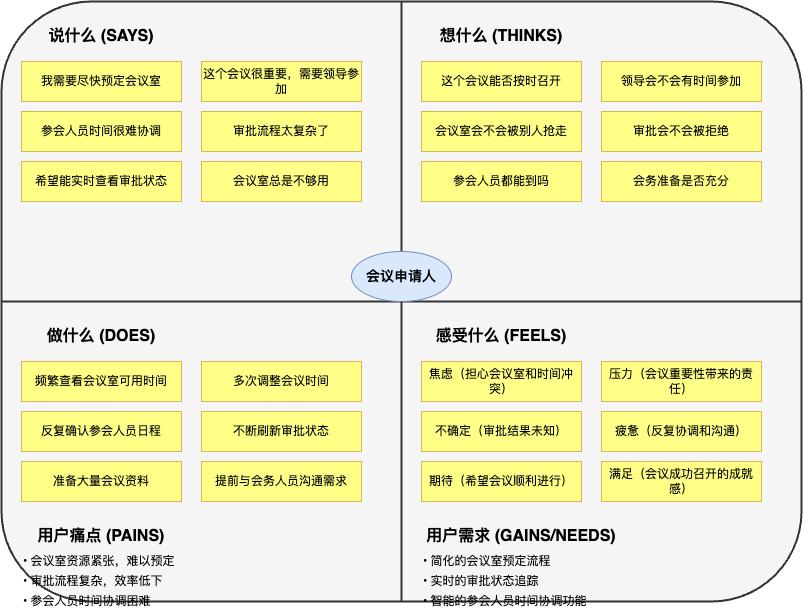 说什么 (SAYS)
我需要尽快预定会议室
这个会议很重要，需要领导参
加
参会人员时间很难协调
审批流程太复杂了
希望能实时查看审批状态
会议室总是不够用
想什么 (THINKS)
这个会议能否按时召开
领导会不会有时间参加
会议室会不会被别人抢走
审批会不会被拒绝
参会人员都能到吗
会务准备是否充分
会议申请人
做什么 (DOES)
频繁查看会议室可用时间
多次调整会议时间
反复确认参会人员日程
不断刷新审批状态
准备大量会议资料
提前与会务人员沟通需求
用户痛点 (PAINS)
• 会议室资源紧张，难以预定
• 审批流程复杂，效率低下
• 参会人员时间协调困难
感受什么 (FEELS)
焦虑（担心会议室和时间冲
突）
压力（会议重要性带来的责
任）
不确定（审批结果未知）
疲惫（反复协调和沟通）
期待（希望会议顺利进行）
满足（会议成功召开的成就
感）
用户需求 (GAINS/NEEDS)
• 简化的会议室预定流程
• 实时的审批状态追踪
• 智能的参会人员时间协调功能